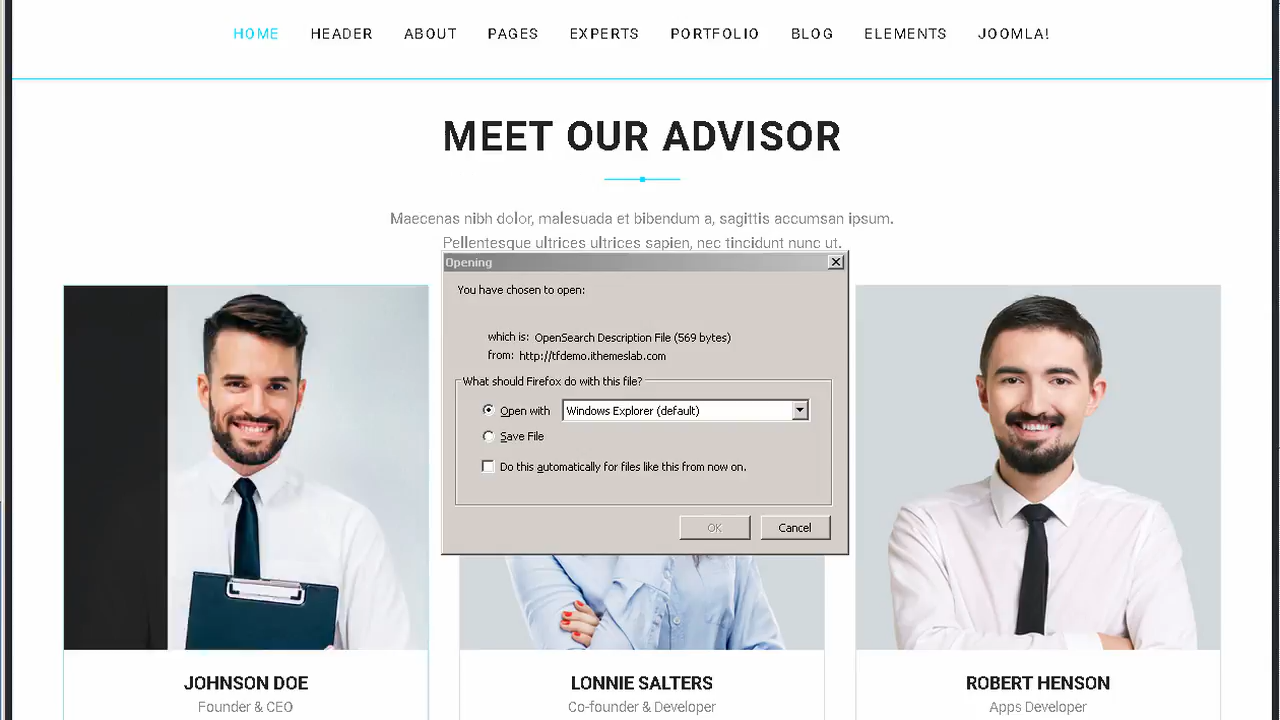 HOME HEADER ABOUT PAGES EXPERTS PORTFOLIO BLOG ELEMENTS JOOMLA!
MEET OUR ADVISOR
Maecenas nibh dolor, malesuada et bibendum a, sagittis accumsan ipsum.
Pellentesque ultrices ultrices sapien, nec tincidunt nunc ut.
Opening
You have chosen to open:
which is: OpenSearch Description File (569 bytes)
from: http://tfdemo.ithemeslab.com
What should Firefox do with this file?
Open with Windows Explorer (default)
Save File
Do this automatically for files like this from now on.
OK Cancel
JOHNSON DOE LONNIE SALTERS ROBERT HENSON
Founder & CEO Co-founder & Developer Apps Developer